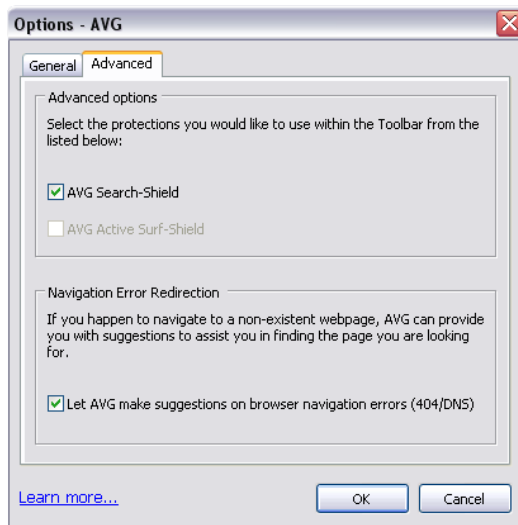 Options - AVG
General
Advanced
Advanced options
Select the protections you would like to use within the Toolbar from the
listed below:
AVG Search-Shield
AVG Active Surf-Shield
Navigation Error Redirection
If you happen to navigate to a non-existent webpage, AVG can provide
you with suggestions to assist you in finding the page you are looking
for.
Let AVG make suggestions on browser navigation errors (404/DNS)
Learn more...
OK
Cancel